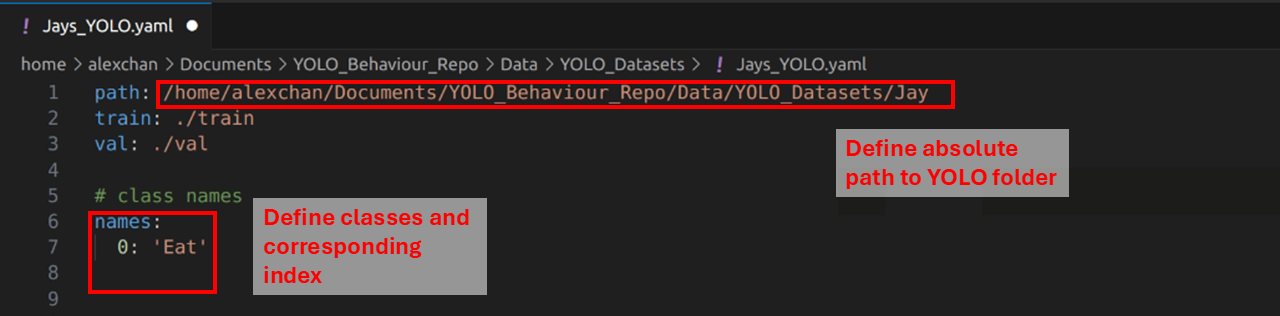 ! Jays_YOLO.yaml ●
home > alexchan > Documents > YOLO_Behaviour_Repo > Data > YOLO_Datasets > ! Jays_YOLO.yaml
1 path: /home/alexchan/Documents/YOLO_Behaviour_Repo/Data/YOLO_Datasets/Jay
2 train: ./train
3 val: ./val
4
5 # class names
6 names:
7 0: 'Eat'
8
9
Define absolute
path to YOLO folder
Define classes and
corresponding
index